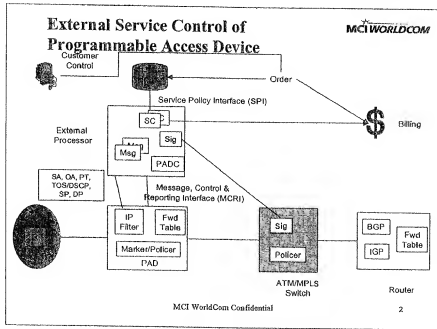 External Service Control of
Programmable Access Device
MCI WORLDCOM
Customer
Control
Order
Service Policy Interface (SPI)
SC
Sig
Billing
External
Processor
Msg
PADC
SA, OA, PT,
TOS/DSCP,
SP, DP
Message, Control &
Reporting Interface (MCRI)
IP
Filter
Fwd
Table
Marker/Policer
PAD
Sig
Policer
ATM/MPLS
Switch
BGP
IGP
Fwd
Table
Router
MCI WorldCom Confidential
2